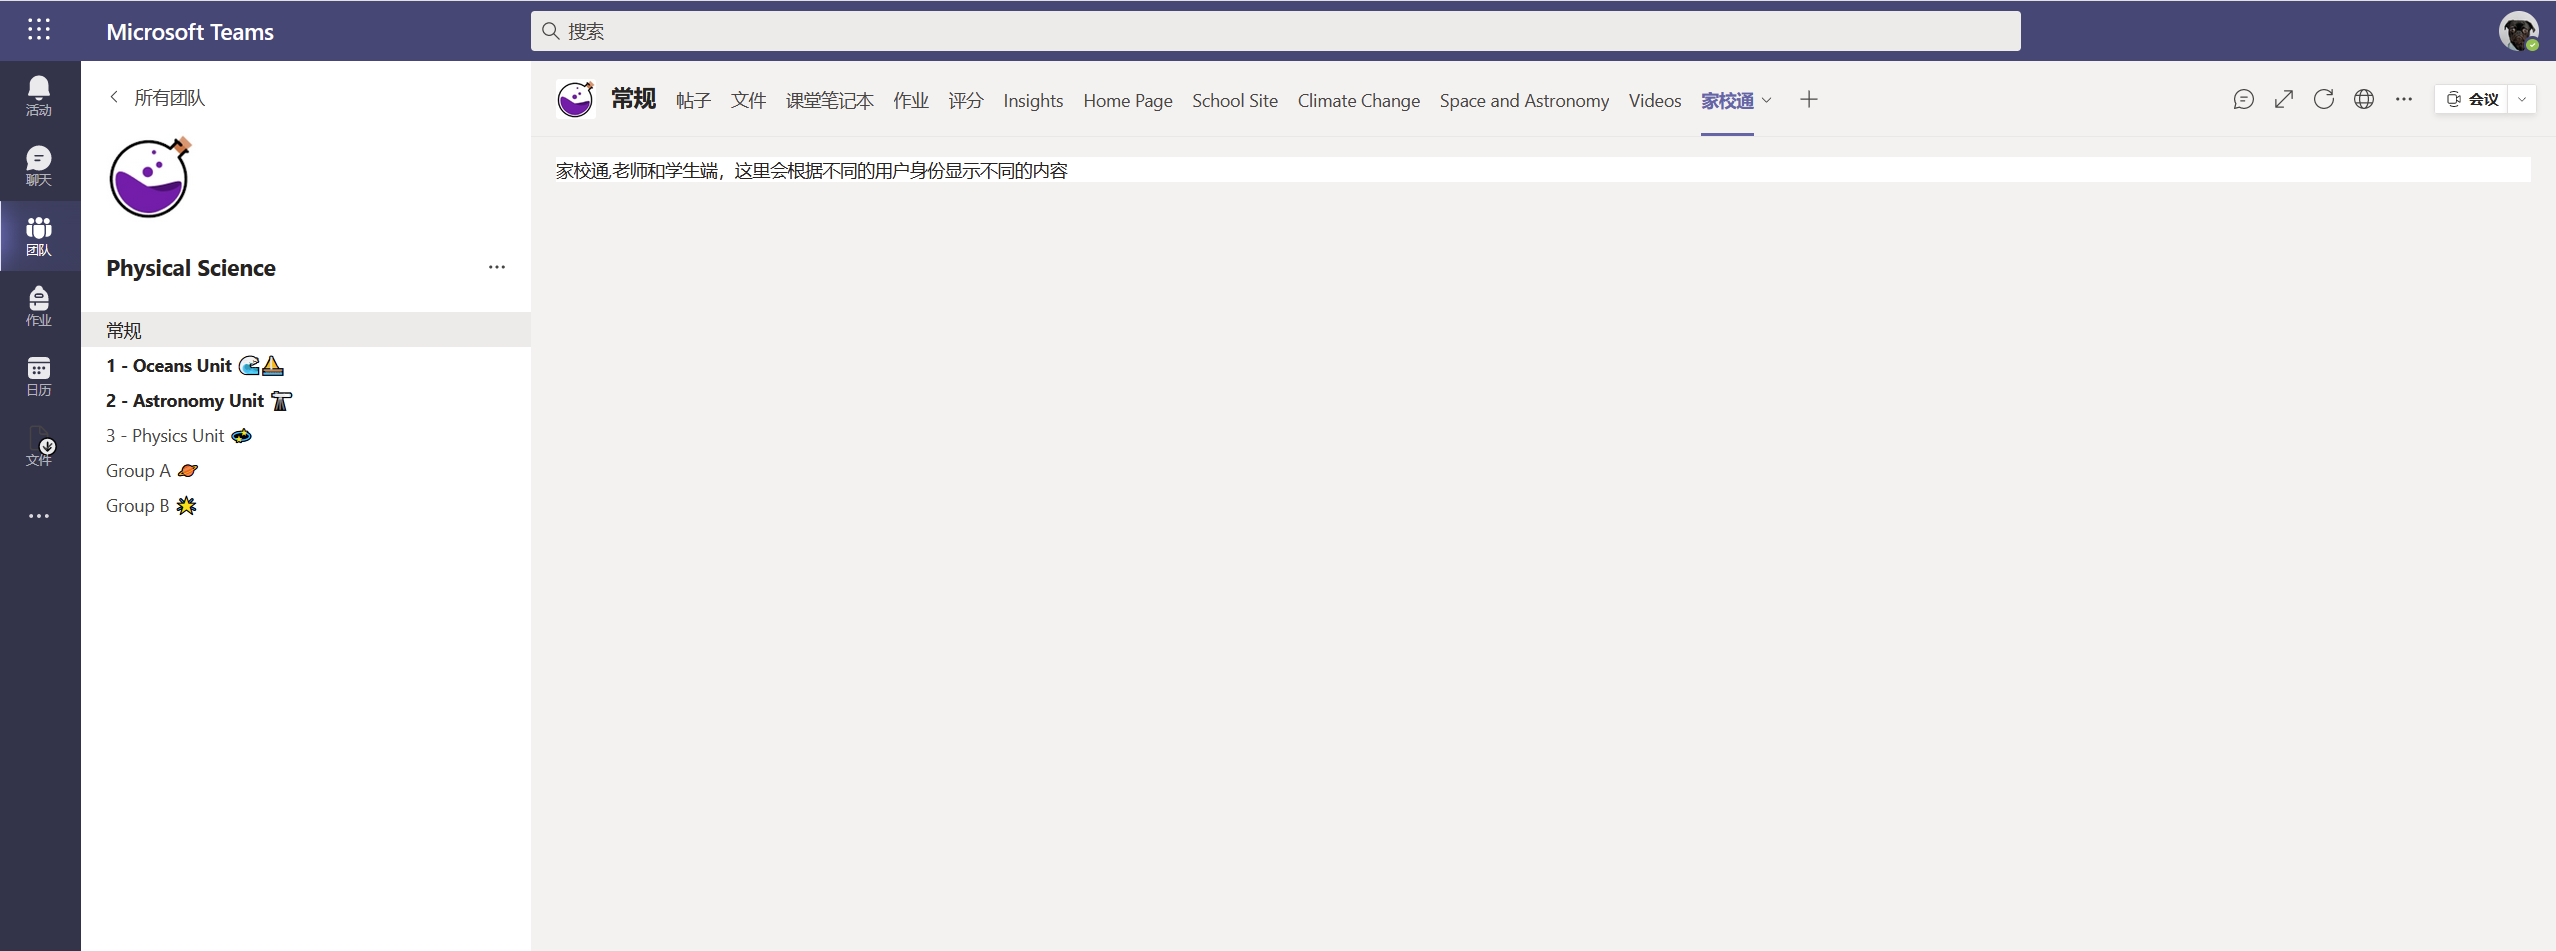 Microsoft Teams
搜索
活动
聊天
团队
作业
日历
文件
所有团队
Physical Science
常规
1 - Oceans Unit 🌊⛵
2 - Astronomy Unit 🔭
3 - Physics Unit 💫
Group A 🪐
Group B 🌟
常规 帖子 文件 课堂笔记本 作业 评分 Insights Home Page School Site Climate Change Space and Astronomy Videos 家校通
会议
家校通,老师和学生端，这里会根据不同的用户身份显示不同的内容